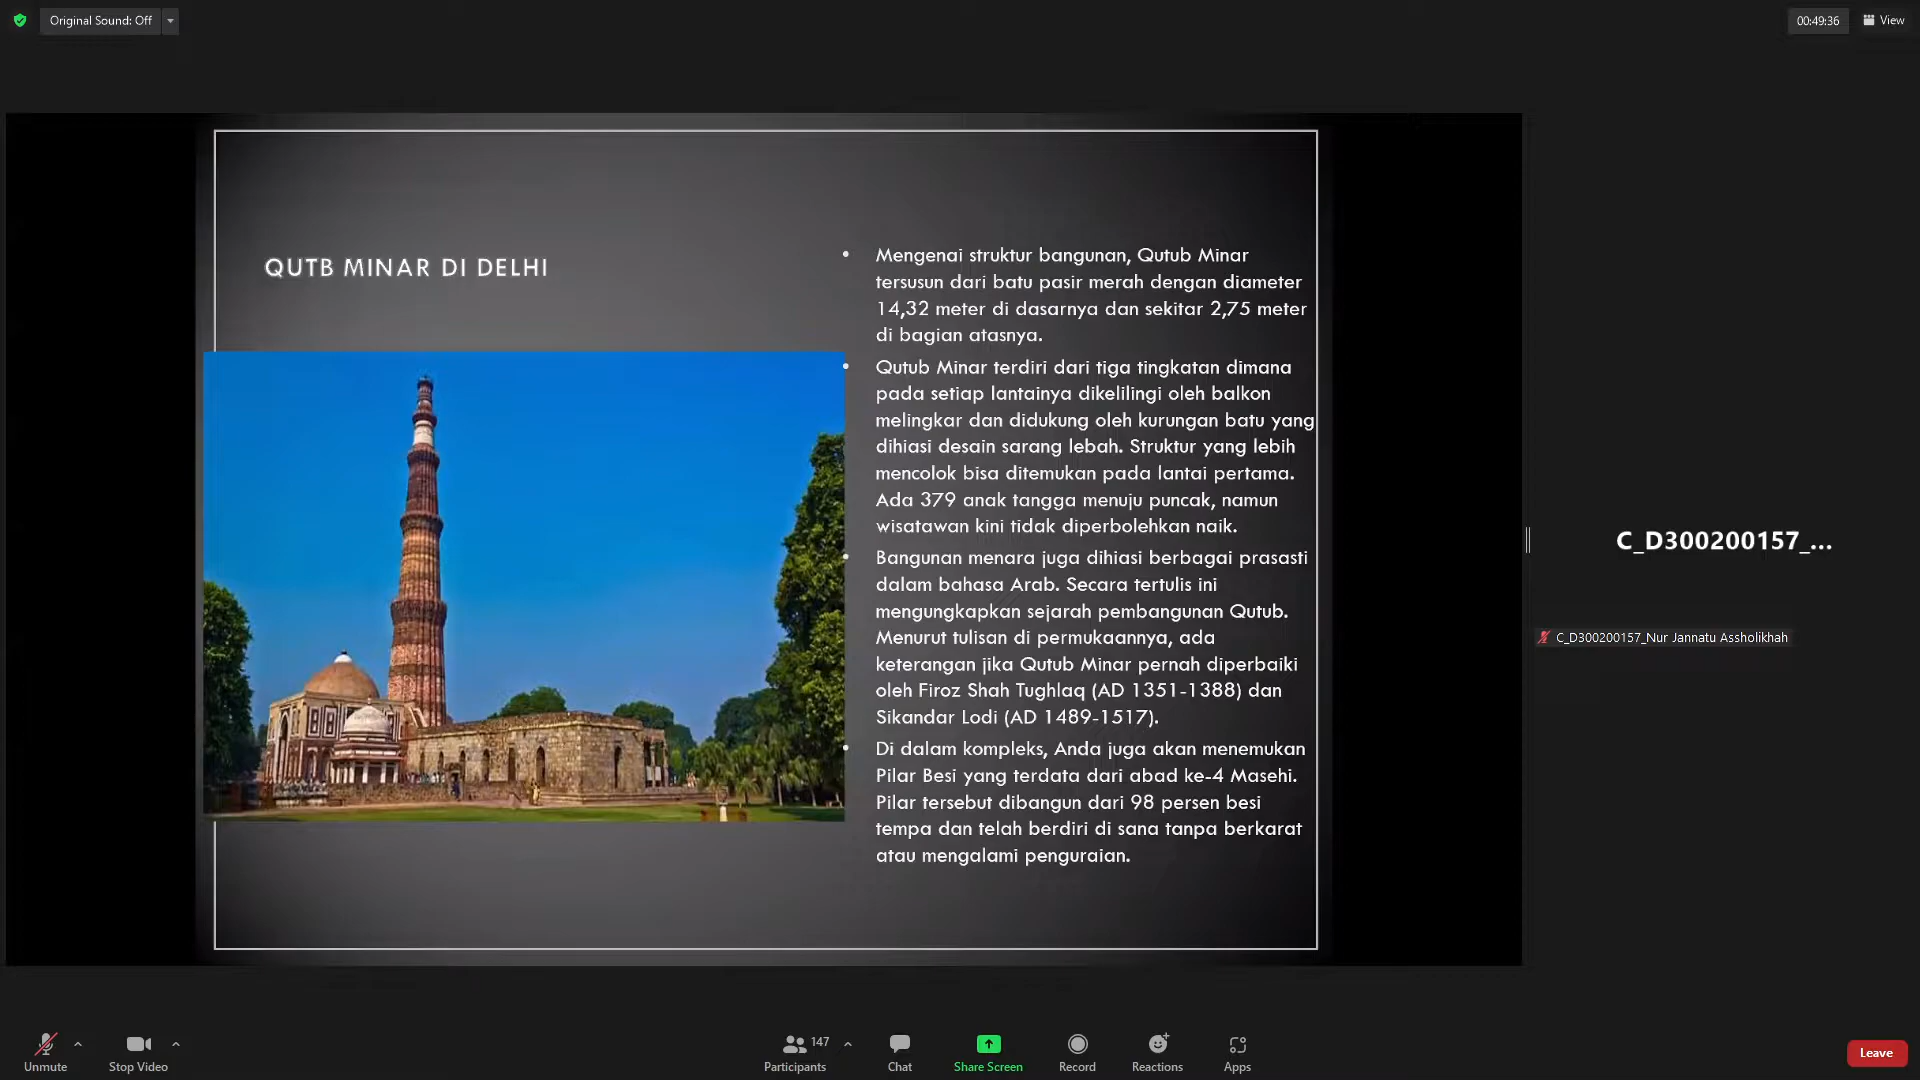 Original Sound: Off
00:49:36
View
QUTB MINAR DI DELHI
• Mengenai struktur bangunan, Qutub Minar
tersusun dari batu pasir merah dengan diameter
14,32 meter di dasarnya dan sekitar 2,75 meter
di bagian atasnya.
• Qutub Minar terdiri dari tiga tingkatan dimana
pada setiap lantainya dikelilingi oleh balkon
melingkar dan didukung oleh kurungan batu yang
dihiasi desain sarang lebah. Struktur yang lebih
mencolok bisa ditemukan pada lantai pertama.
Ada 379 anak tangga menuju puncak, namun
wisatawan kini tidak diperbolehkan naik.
• Bangunan menara juga dihiasi berbagai prasasti
dalam bahasa Arab. Secara tertulis ini
mengungkapkan sejarah pembangunan Qutub.
Menurut tulisan di permukaannya, ada
keterangan jika Qutub Minar pernah diperbaiki
oleh Firoz Shah Tughlaq (AD 1351-1388) dan
Sikandar Lodi (AD 1489-1517).
• Di dalam kompleks, Anda juga akan menemukan
Pilar Besi yang terdata dari abad ke-4 Masehi.
Pilar tersebut dibangun dari 98 persen besi
tempa dan telah berdiri di sana tanpa berkarat
atau mengalami penguraian.
C_D300200157_...
C_D300200157_Nur Jannatu Assholikhah
Unmute
Stop Video
147
Participants
Chat
Share Screen
Record
Reactions
Apps
Leave